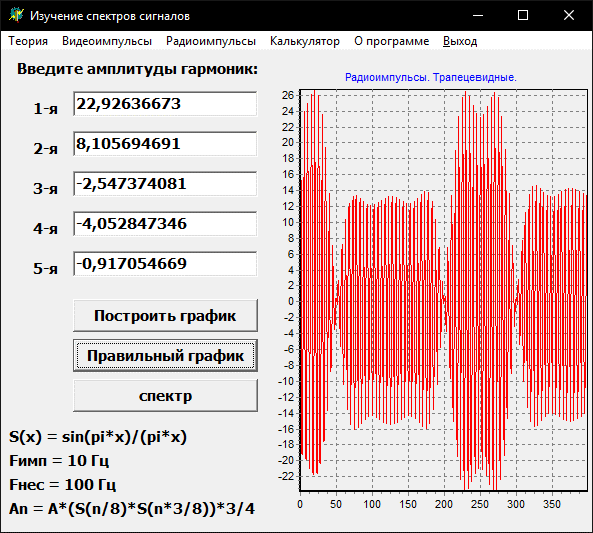 Изучение спектров сигналов
Теория Видеоимпульсы Радиоимпульсы Калькулятор О программе Выход
Введите амплитуды гармоник:
1-я 22,92636673
2-я 8,105694691
3-я -2,547374081
4-я -4,052847346
5-я -0,917054669
Построить график
Правильный график
спектр
S(x) = sin(pi*x)/(pi*x)
Fимп = 10 Гц
Fнес = 100 Гц
An = A*(S(n/8)*S(n*3/8))*3/4
Радиоимпульсы. Трапецевидные.
26
24
22
20
18
16
14
12
10
8
6
4
2
0
-2
-4
-6
-8
-10
-12
-14
-16
-18
-20
-22
0 50 100 150 200 250 300 350